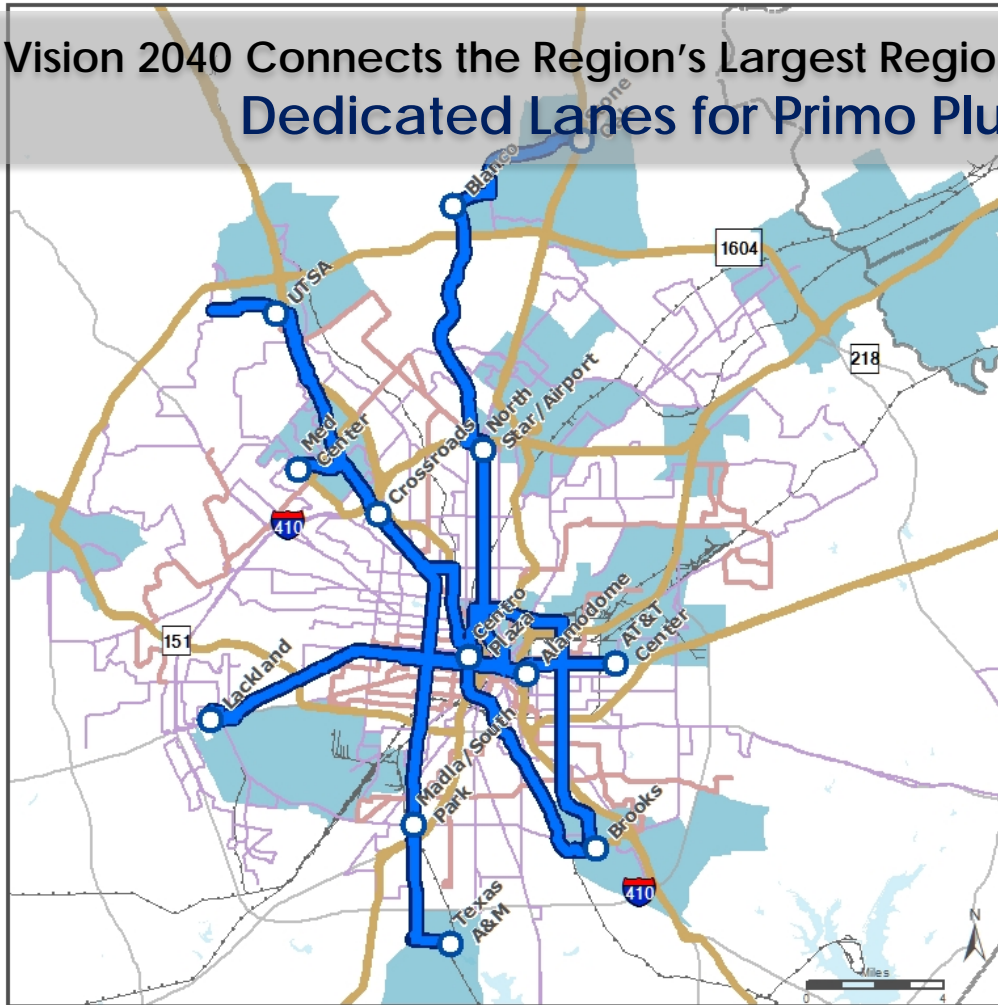 Vision 2040 Connects the Region's Largest Regio
Dedicated Lanes for Primo Plu
Stone
Oak
Blanco
1604
UTSA
218
North
Star / Airport
Med
Center
Crossroads
410
Centro
Plaza
Alamodome
AT&T
Center
151
Lackland
Madla / South
Park
Brooks
410
Texas
A&M
N
Miles
0 4